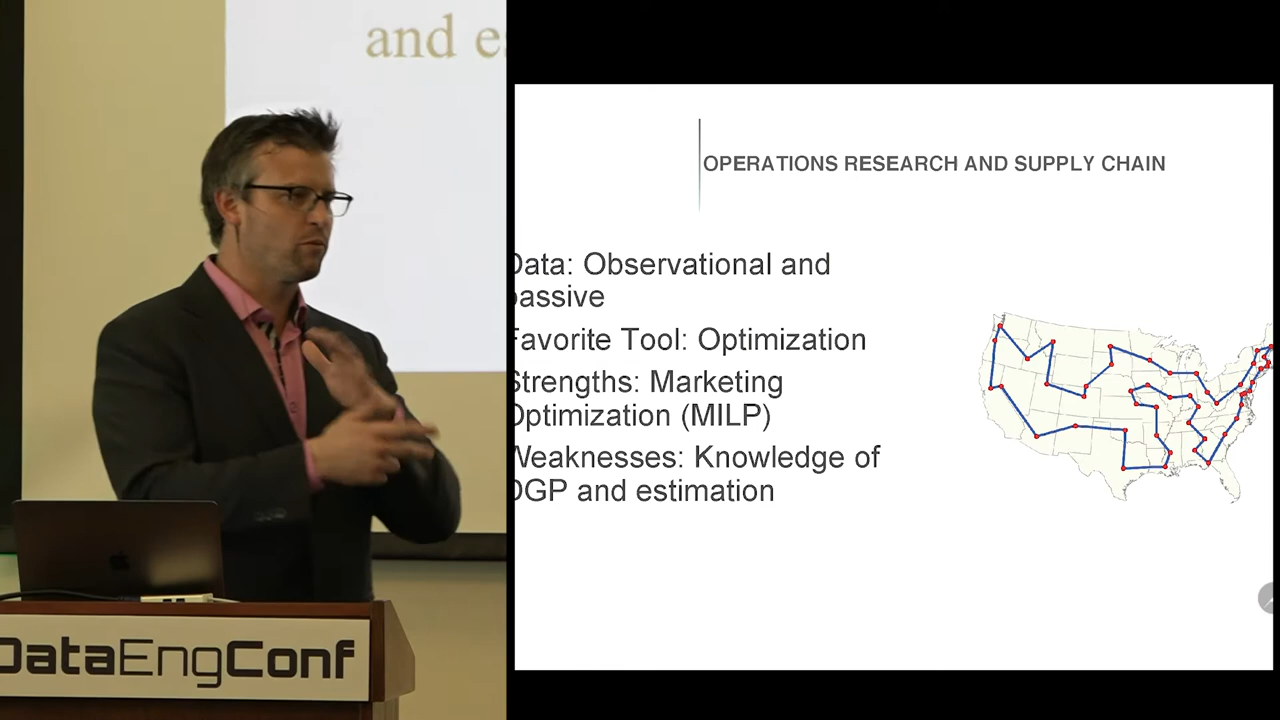 and es
OPERATIONS RESEARCH AND SUPPLY CHAIN
Data: Observational and
passive
Favorite Tool: Optimization
Strengths: Marketing
Optimization (MILP)
Weaknesses: Knowledge of
DGP and estimation
DataEngConf